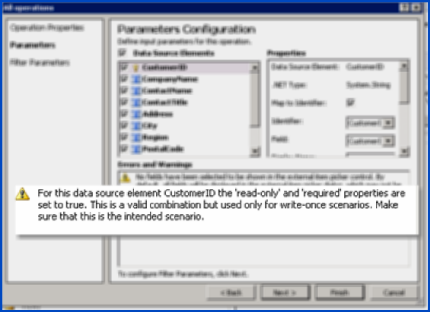 All operations
Operation Properties
Parameters
Filter Parameters
Parameters Configuration
Define input parameters for this operation.
Data Source Elements
CustomerID
CompanyName
ContactName
ContactTitle
Address
City
Region
PostalCode
Properties
Data Source Element: CustomerID
.NET Type: System.String
Map to Identifier:
Identifier: CustomerI
Field: CustomerI
Errors and Warnings
No fields have been selected to be shown in the external item picker control. By
For this data source element CustomerID the 'read-only' and 'required' properties are
set to true. This is a valid combination but used only for write-once scenarios. Make
sure that this is the intended scenario.
To configure Filter Parameters, click Next.
< Back
Next >
Finish
Cancel